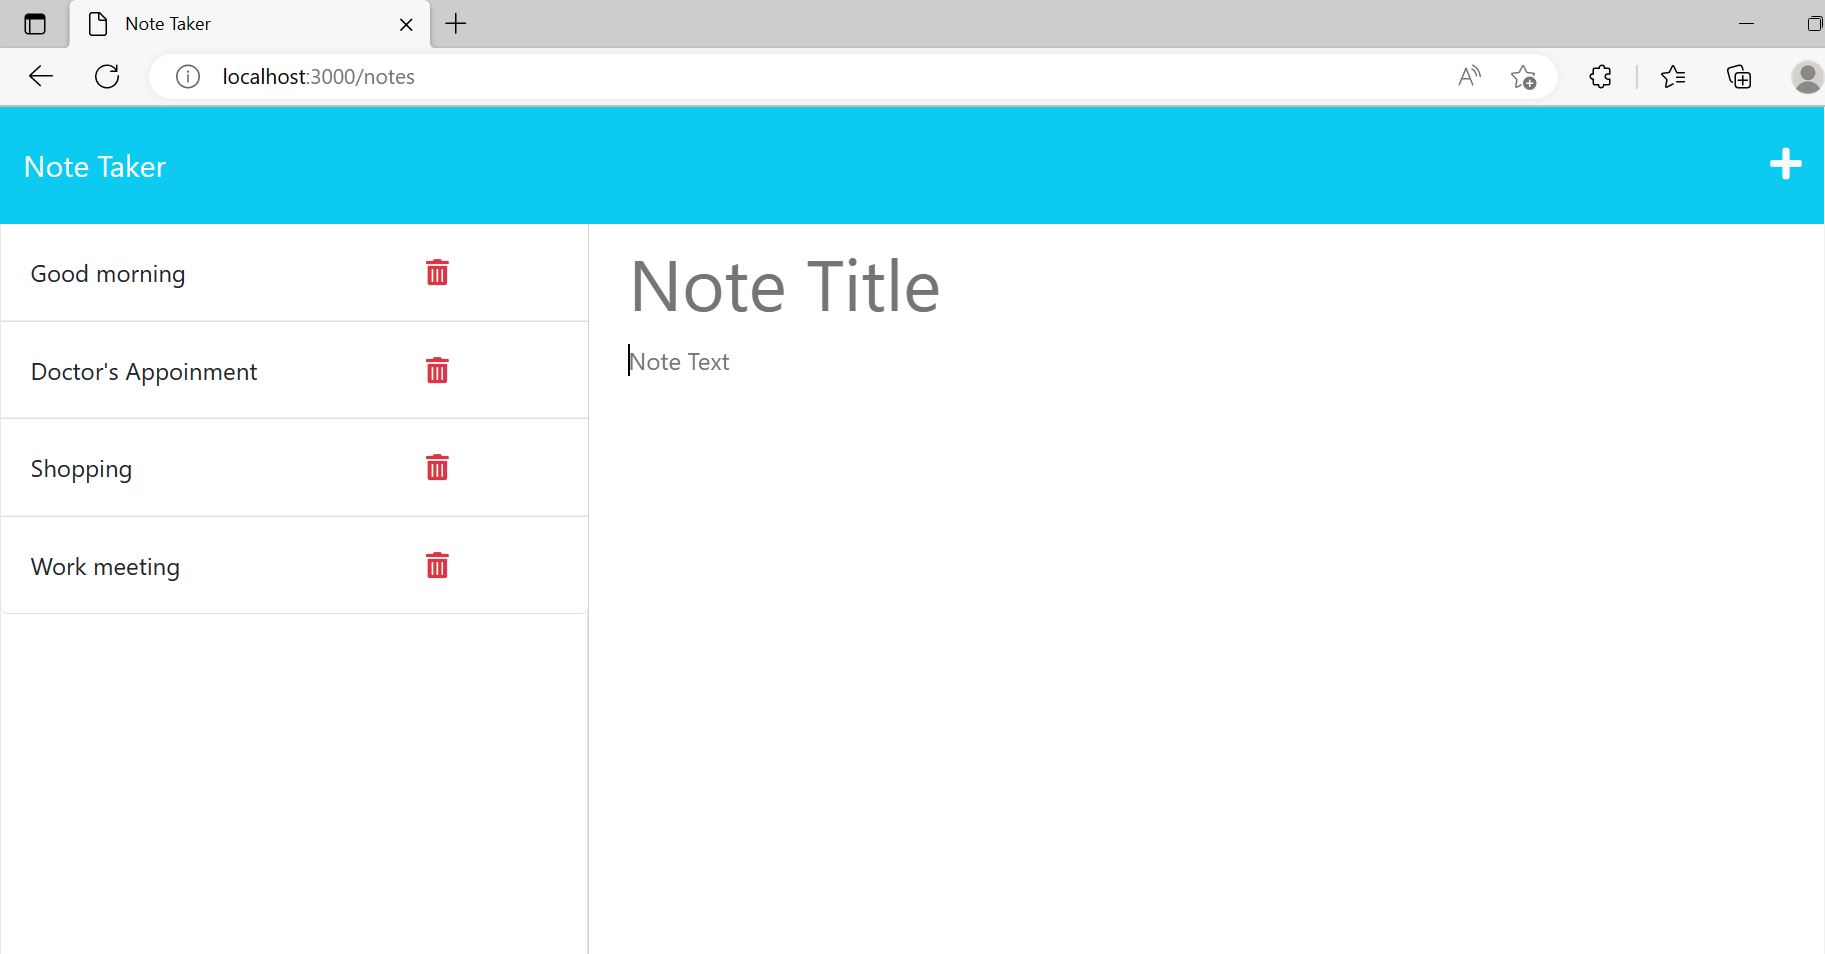 Note Taker
localhost:3000/notes
Note Taker
Good morning
Doctor's Appoinment
Shopping
Work meeting
Note Title
Note Text